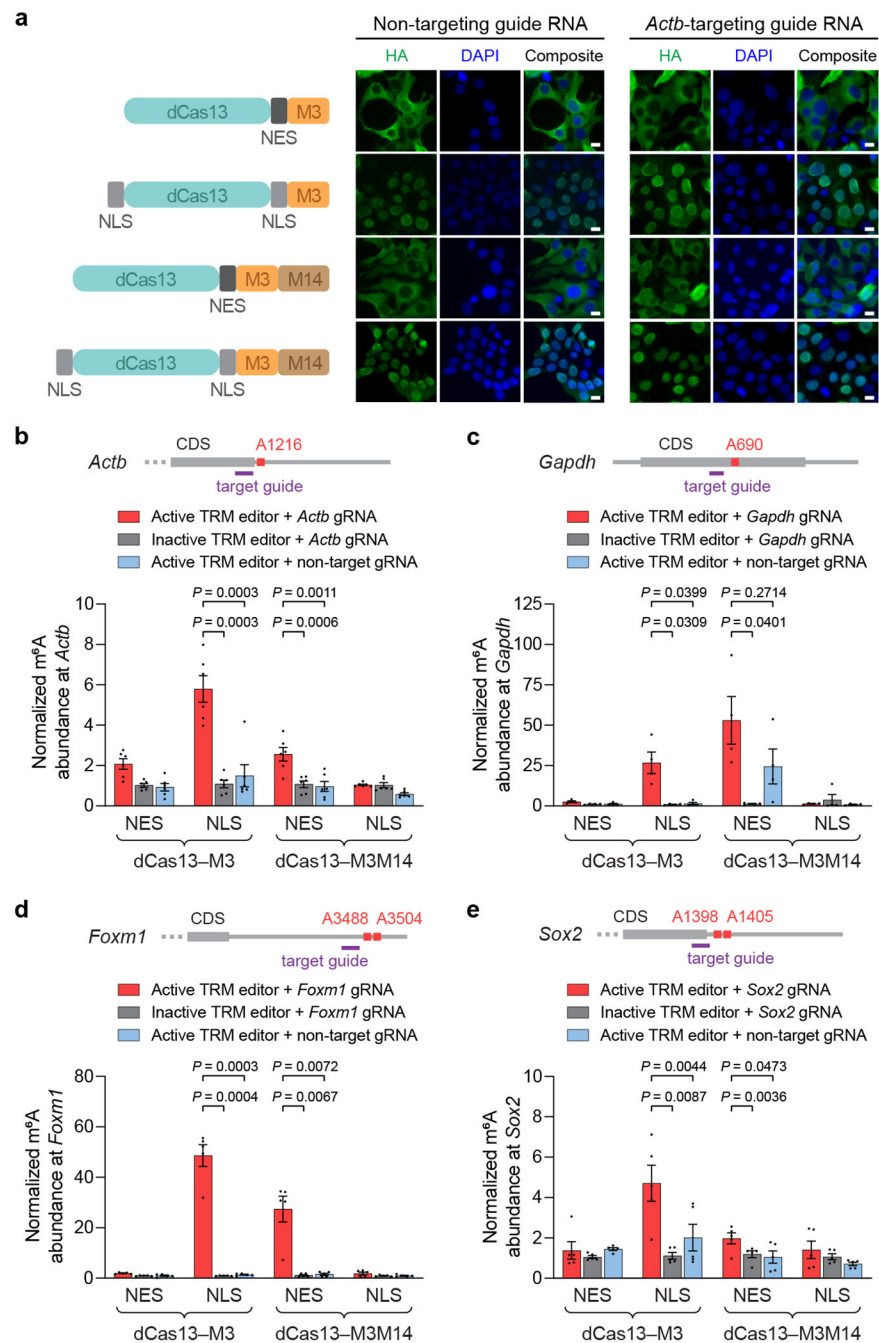 a
Non-targeting guide RNA
Actb-targeting guide RNA
HA DAPI Composite
HA DAPI Composite
dCas13 M3
NES
dCas13 M3
NLS NLS
dCas13 M3 M14
NES
dCas13 M3 M14
NLS NLS
b
CDS A1216
Actb
target guide
Active TRM editor + Actb gRNA
Inactive TRM editor + Actb gRNA
Active TRM editor + non-target gRNA
P = 0.0003 P = 0.0011
P = 0.0003 P = 0.0006
Normalized m⁶A
abundance at Actb
10
8
6
4
2
0
NES NLS NES NLS
dCas13–M3 dCas13–M3M14
c
CDS A690
Gapdh
target guide
Active TRM editor + Gapdh gRNA
Inactive TRM editor + Gapdh gRNA
Active TRM editor + non-target gRNA
P = 0.0399 P = 0.2714
P = 0.0309 P = 0.0401
Normalized m⁶A
abundance at Gapdh
125
100
75
50
25
0
NES NLS NES NLS
dCas13–M3 dCas13–M3M14
d
CDS A3488 A3504
Foxm1
target guide
Active TRM editor + Foxm1 gRNA
Inactive TRM editor + Foxm1 gRNA
Active TRM editor + non-target gRNA
P = 0.0003 P = 0.0072
P = 0.0004 P = 0.0067
Normalized m⁶A
abundance at Foxm1
80
60
40
20
0
NES NLS NES NLS
dCas13–M3 dCas13–M3M14
e
CDS A1398 A1405
Sox2
target guide
Active TRM editor + Sox2 gRNA
Inactive TRM editor + Sox2 gRNA
Active TRM editor + non-target gRNA
P = 0.0044 P = 0.0473
P = 0.0087 P = 0.0036
Normalized m⁶A
abundance at Sox2
10
8
6
4
2
0
NES NLS NES NLS
dCas13–M3 dCas13–M3M14